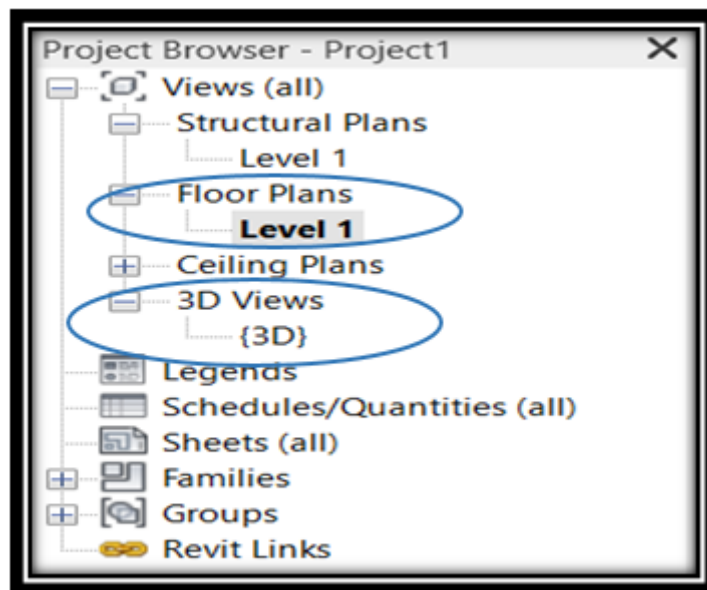 Project Browser - Project1
Views (all)
Structural Plans
Level 1
Floor Plans
Level 1
Ceiling Plans
3D Views
{3D}
Legends
Schedules/Quantities (all)
Sheets (all)
Families
Groups
Revit Links